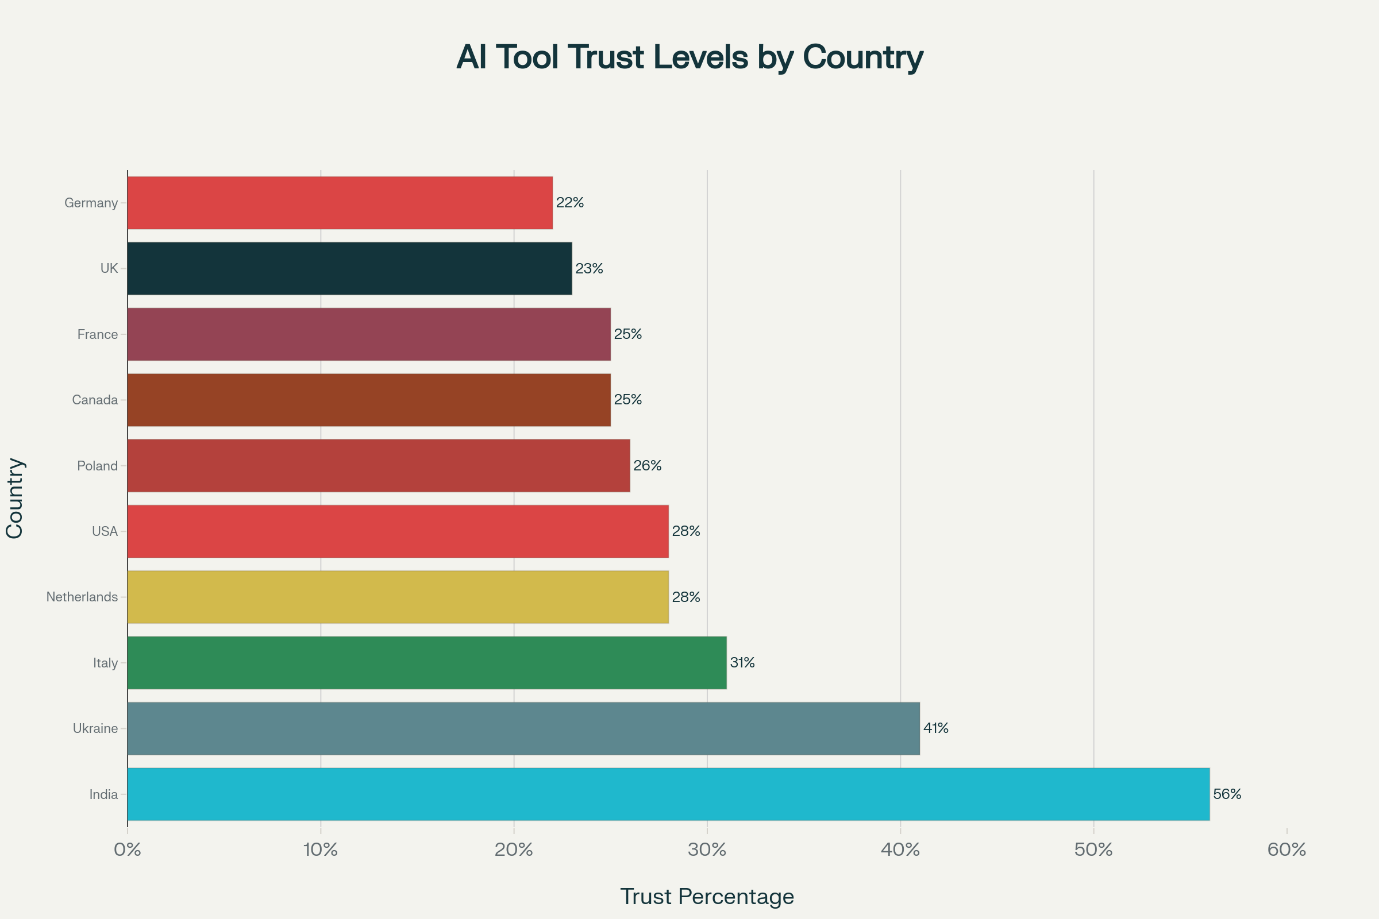 AI Tool Trust Levels by Country
Country
Germany 22%
UK 23%
France 25%
Canada 25%
Poland 26%
USA 28%
Netherlands 28%
Italy 31%
Ukraine 41%
India 56%
0% 10% 20% 30% 40% 50% 60%
Trust Percentage